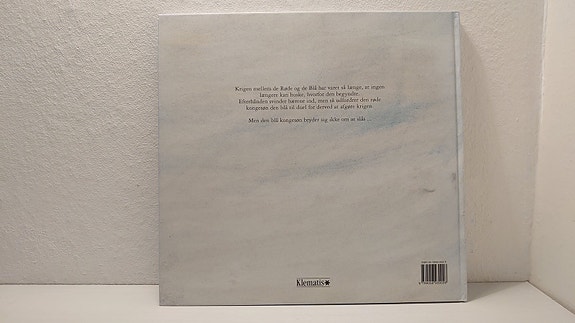 Krigen mellem de Røde og de Blå har varet så længe, at ingen
længere kan huske, hvorfor den begyndte.
Efterhånden svinder hærene ind, men så udfordrer den røde
kongesøn den blå til duel for derved at afgøre krigen.
Men den blå kongesøn bryder sig ikke om at slås ...
Klematis